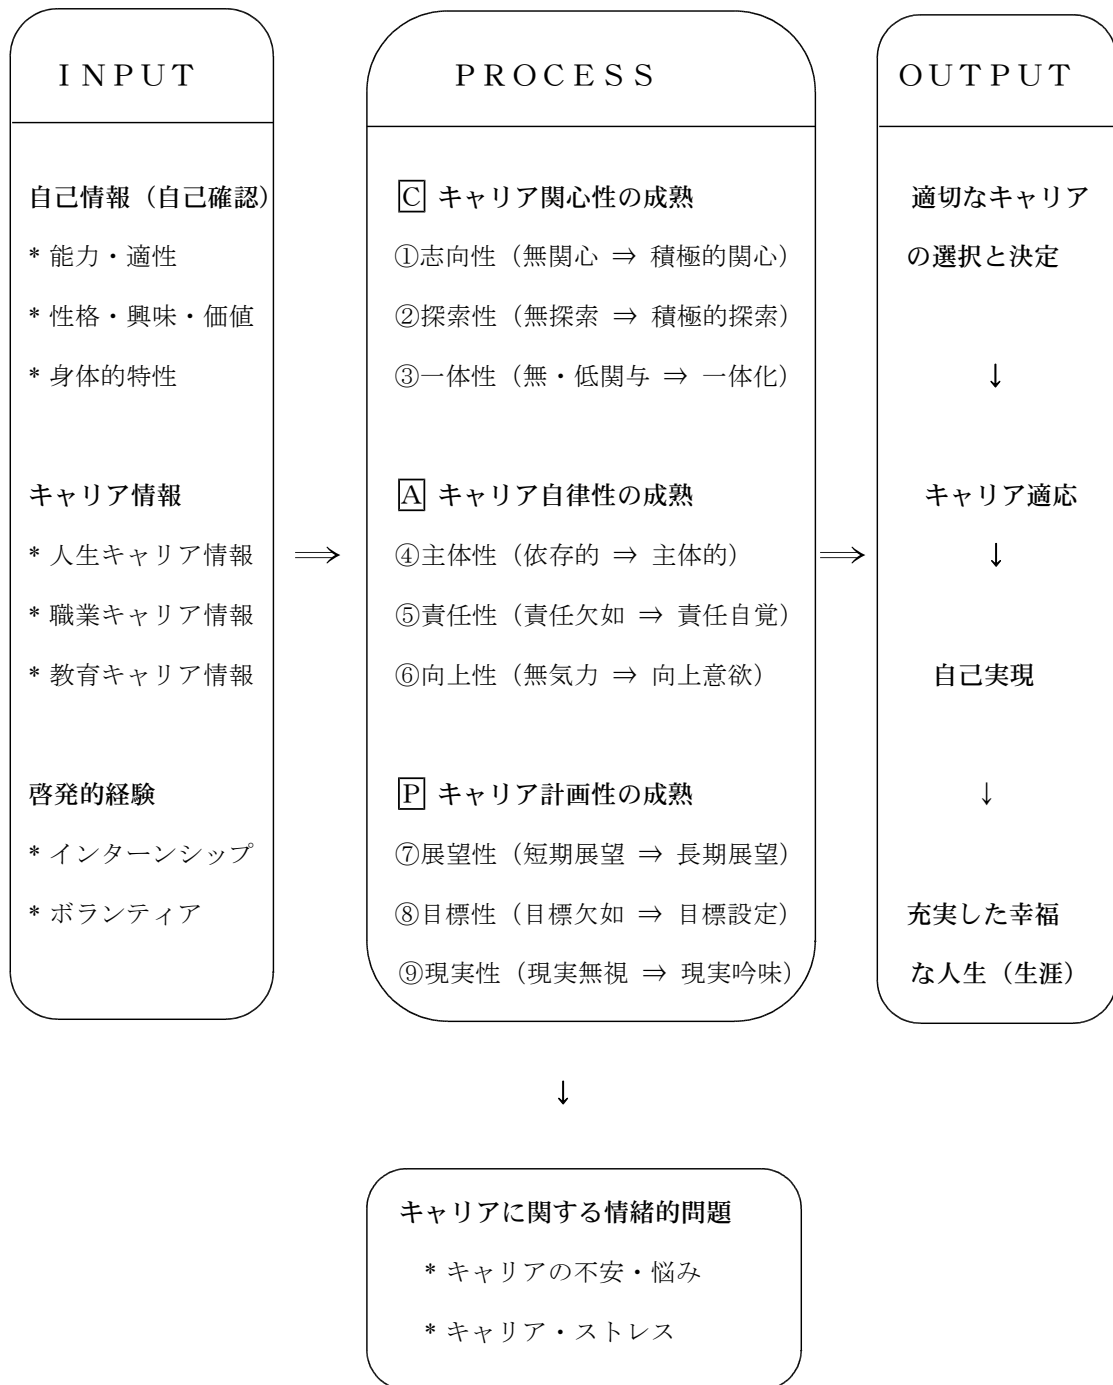 INPUT
自己情報（自己確認）
* 能力・適性
* 性格・興味・価値
* 身体的特性
キャリア情報
* 人生キャリア情報
* 職業キャリア情報
* 教育キャリア情報
啓発的経験
* インターンシップ
* ボランティア
⇒
PROCESS
C キャリア関心性の成熟
①志向性（無関心 ⇒ 積極的関心）
②探索性（無探索 ⇒ 積極的探索）
③一体性（無・低関与 ⇒ 一体化）
A キャリア自律性の成熟
④主体性（依存的 ⇒ 主体的）
⑤責任性（責任欠如 ⇒ 責任自覚）
⑥向上性（無気力 ⇒ 向上意欲）
P キャリア計画性の成熟
⑦展望性（短期展望 ⇒ 長期展望）
⑧目標性（目標欠如 ⇒ 目標設定）
⑨現実性（現実無視 ⇒ 現実吟味）
⇒
OUTPUT
適切なキャリア
の選択と決定
↓
キャリア適応
↓
自己実現
↓
充実した幸福
な人生（生涯）
↓
キャリアに関する情緒的問題
* キャリアの不安・悩み
* キャリア・ストレス